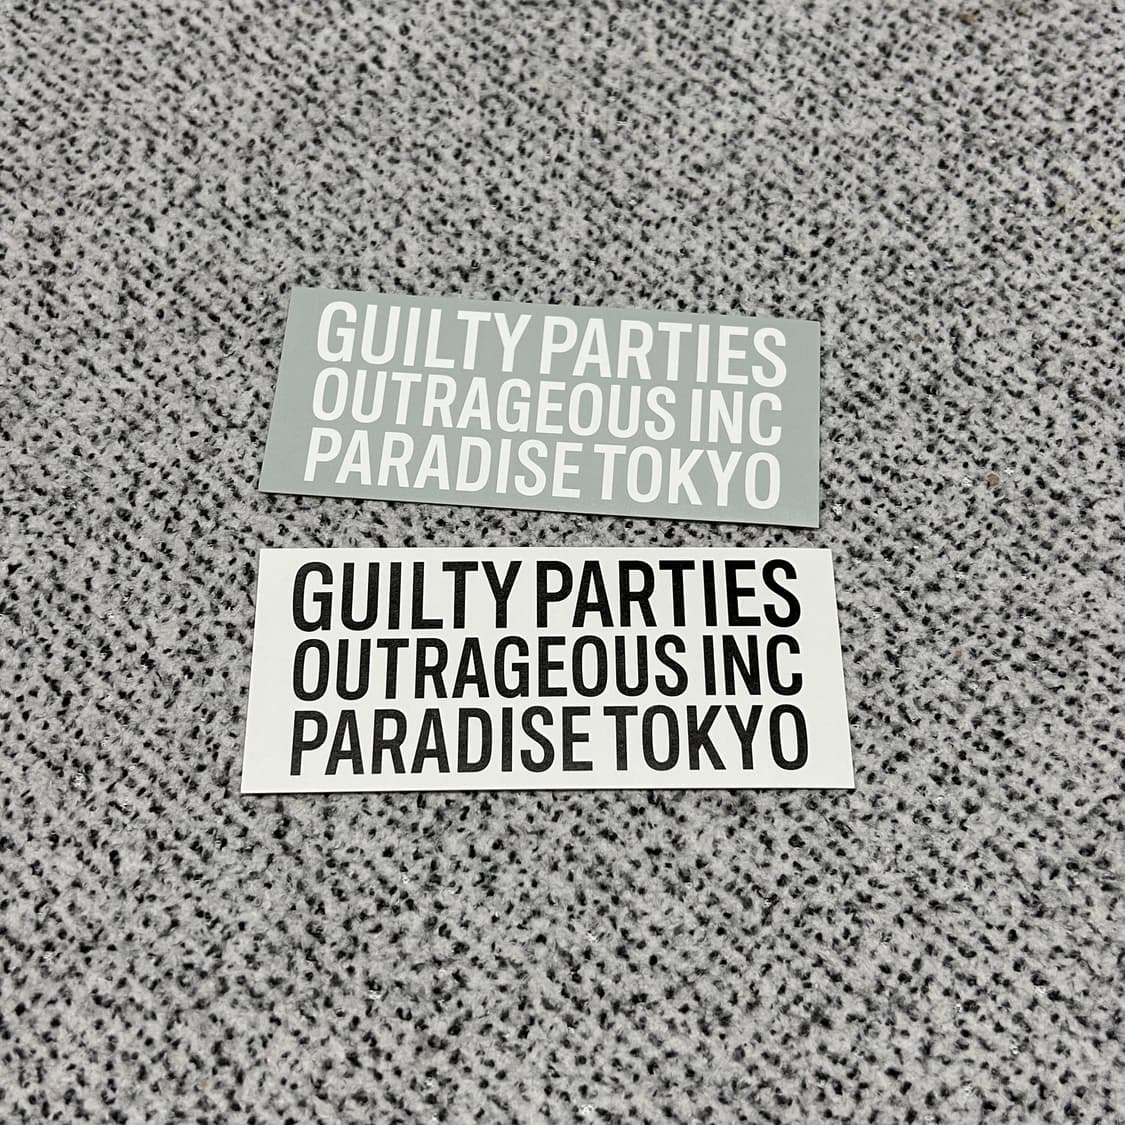 GUILTY PARTIES
OUTRAGEOUS INC
PARADISE TOKYO
GUILTY PARTIES
OUTRAGEOUS INC
PARADISE TOKYO